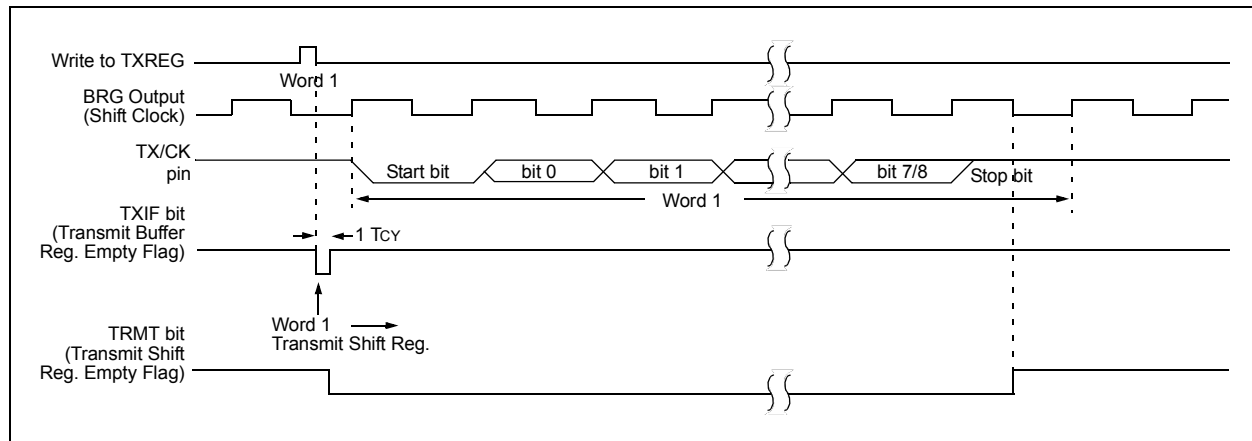 Write to TXREG
Word 1
BRG Output
(Shift Clock)
TX/CK
pin
Start bit
bit 0
bit 1
bit 7/8
Stop bit
Word 1
TXIF bit
(Transmit Buffer
Reg. Empty Flag)
1 TCY
Word 1
Transmit Shift Reg.
TRMT bit
(Transmit Shift
Reg. Empty Flag)